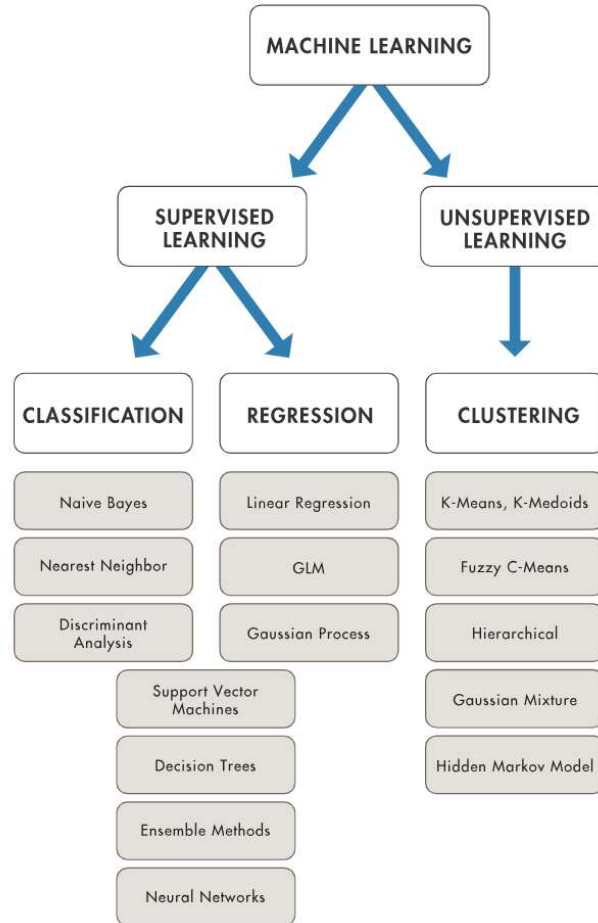 MACHINE LEARNING
SUPERVISED
LEARNING
UNSUPERVISED
LEARNING
CLASSIFICATION
REGRESSION
CLUSTERING
Naive Bayes
Linear Regression
K-Means, K-Medoids
Nearest Neighbor
GLM
Fuzzy C-Means
Discriminant
Analysis
Gaussian Process
Hierarchical
Support Vector
Machines
Gaussian Mixture
Decision Trees
Hidden Markov Model
Ensemble Methods
Neural Networks